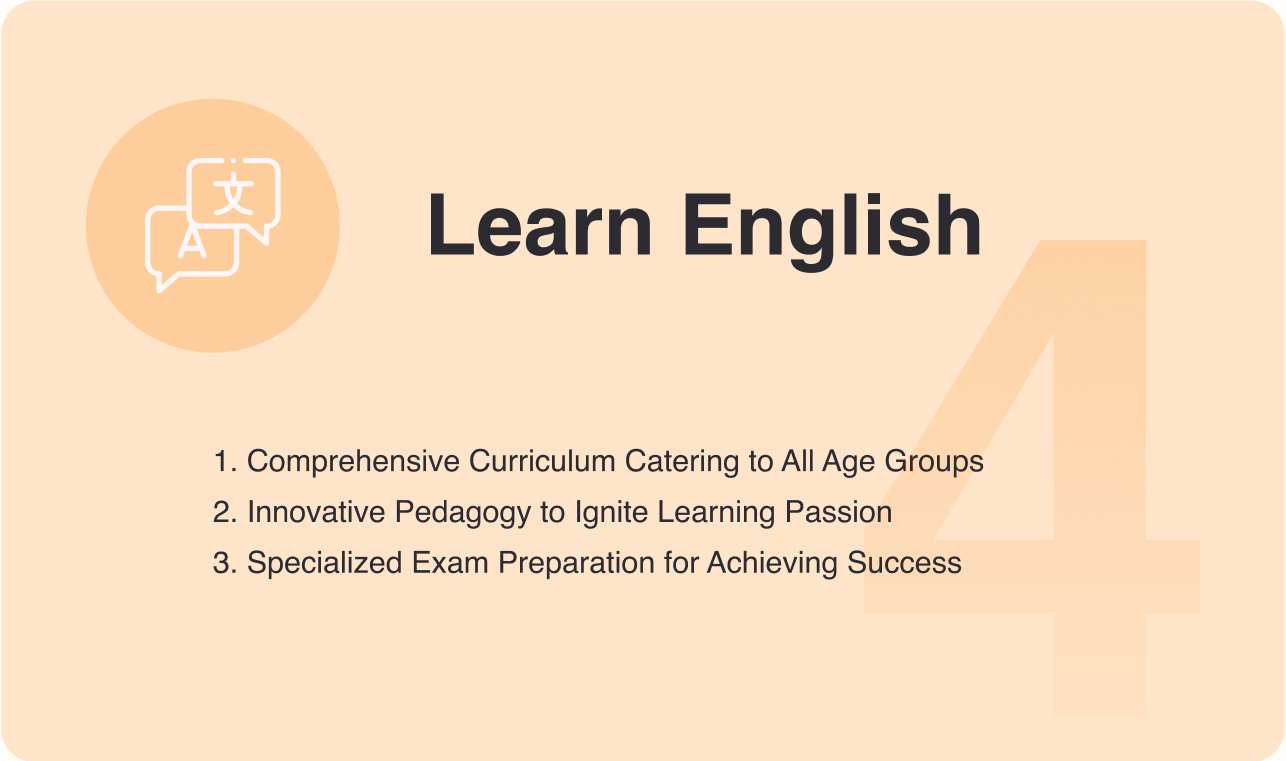 文
A
Learn English
4
1. Comprehensive Curriculum Catering to All Age Groups
2. Innovative Pedagogy to Ignite Learning Passion
3. Specialized Exam Preparation for Achieving Success